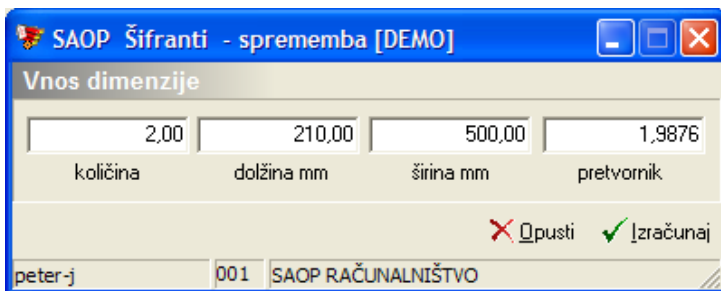 SAOP Šifranti - sprememba [DEMO]
Vnos dimenzije
2,00 210,00 500,00 1,9876
količina dolžina mm širina mm pretvornik
Opusti Izračunaj
peter-j 001 SAOP RAČUNALNIŠTVO